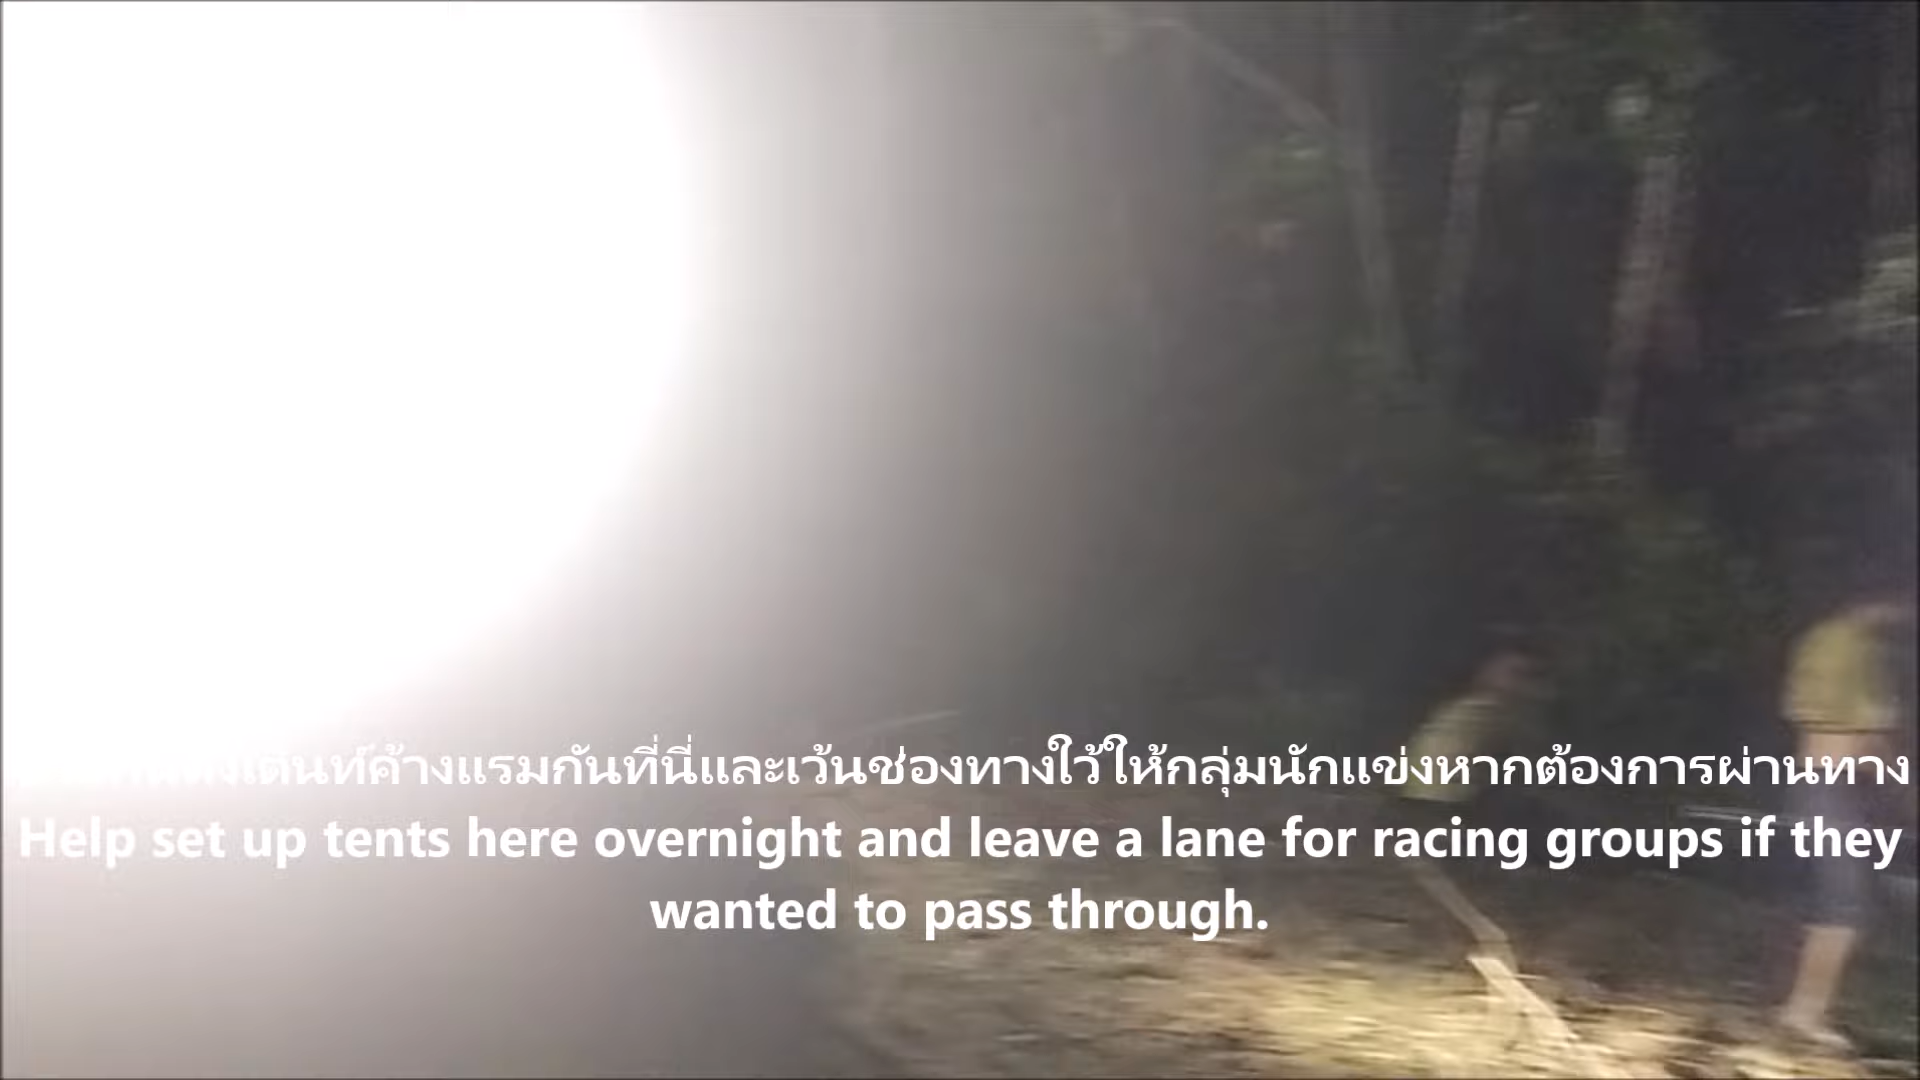 ค้างแรมกันที่นี่และเว้นช่องทางใว้ให้กลุ่มนักแข่งหากต้องการผ่านทาง
Help set up tents here overnight and leave a lane for racing groups if they
wanted to pass through.